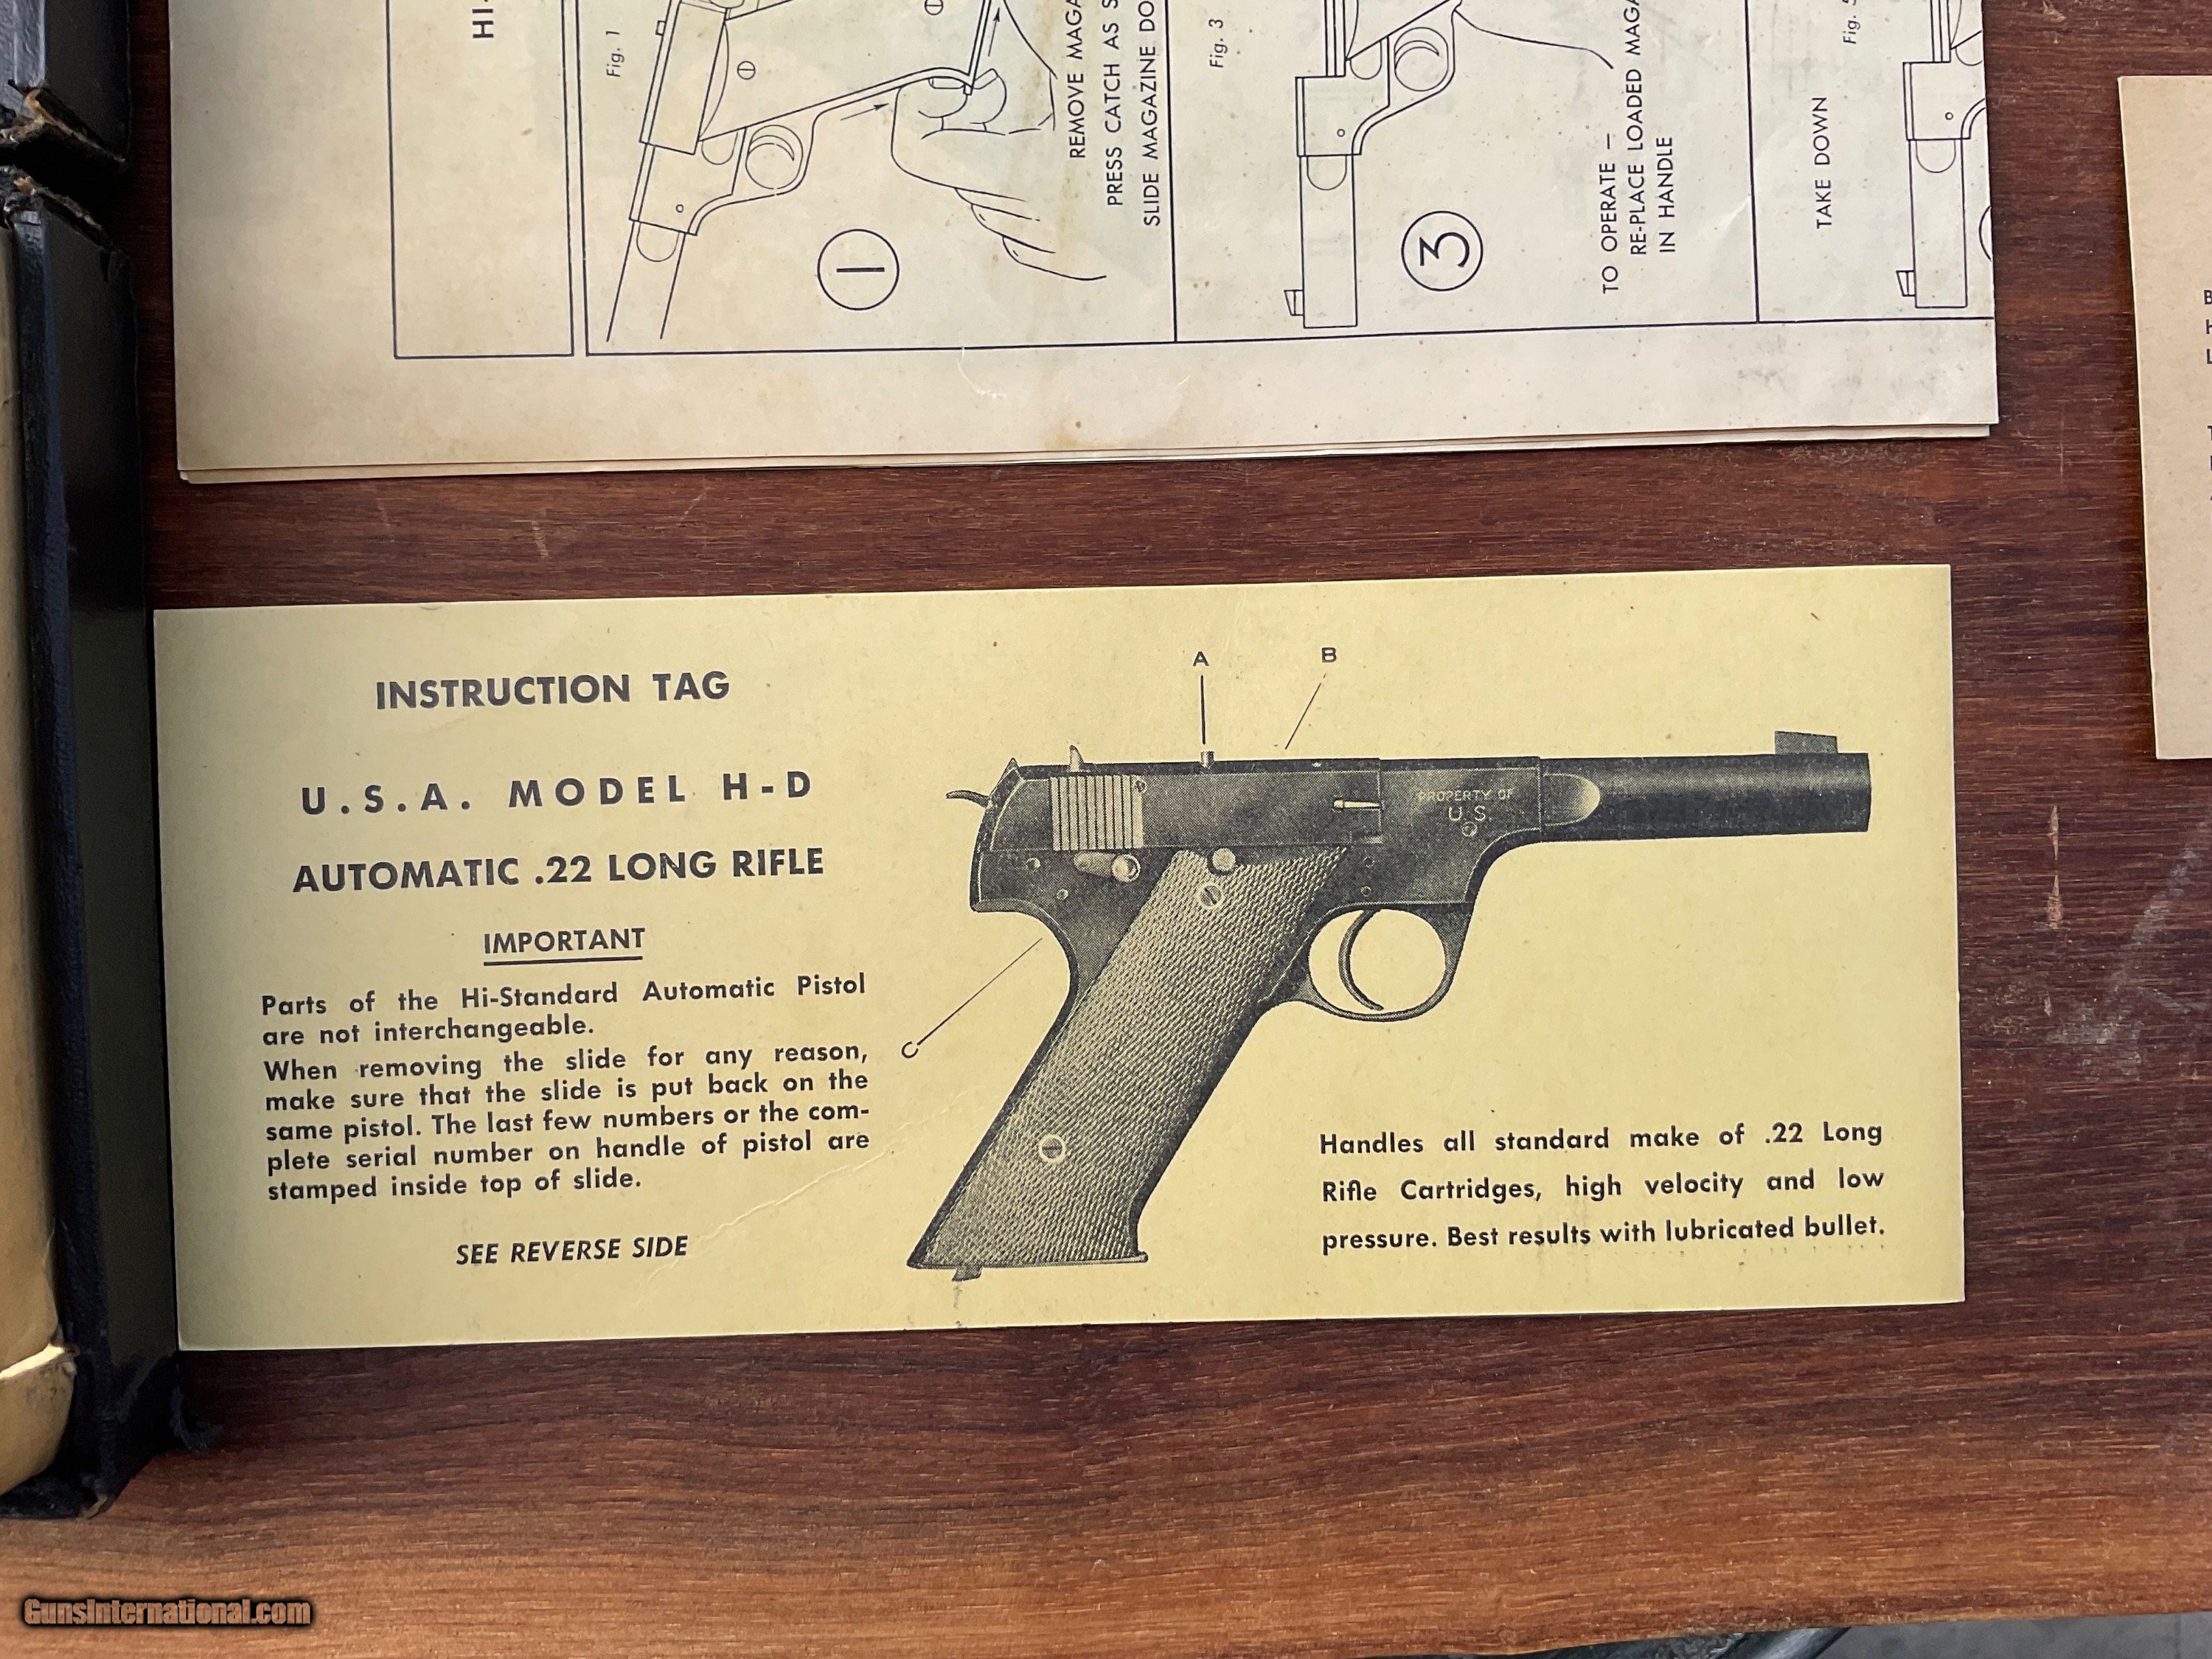 HI-
Fig. 1
REMOVE MAGA
PRESS CATCH AS S
SLIDE MAGAZINE DO
1
Fig. 3
3
TO OPERATE –
RE-PLACE LOADED MAGA
IN HANDLE
Fig. 5
TAKE DOWN
INSTRUCTION TAG
U.S.A. MODEL H-D
AUTOMATIC .22 LONG RIFLE
IMPORTANT
Parts of the Hi-Standard Automatic Pistol
are not interchangeable.
When removing the slide for any reason,
make sure that the slide is put back on the
same pistol. The last few numbers or the com-
plete serial number on handle of pistol are
stamped inside top of slide.
SEE REVERSE SIDE
A
B
C
PROPERTY OF
U.S.
Handles all standard make of .22 Long
Rifle Cartridges, high velocity and low
pressure. Best results with lubricated bullet.
GunsInternational.com